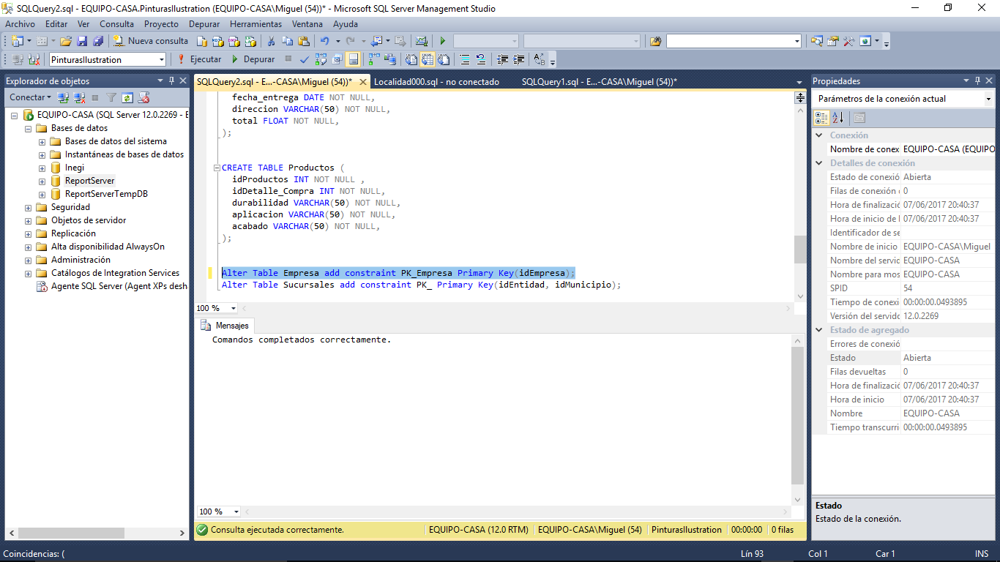 SQLQuery2.sql - EQUIPO-CASA.PinturasIlustration (EQUIPO-CASA\Miguel (54))* - Microsoft SQL Server Management Studio
Archivo Editar Ver Consulta Proyecto Depurar Herramientas Ventana Ayuda
Nueva consulta
PinturasIlustration Ejecutar Depurar
Explorador de objetos
Conectar
EQUIPO-CASA (SQL Server 12.0.2269 - E
Bases de datos
Bases de datos del sistema
Instantáneas de bases de datos
Inegi
ReportServer
ReportServerTempDB
Seguridad
Objetos de servidor
Replicación
Alta disponibilidad AlwaysOn
Administración
Catálogos de Integration Services
Agente SQL Server (Agent XPs desh
SQLQuery2.sql - E...-CASA\Miguel (54))* Localidad000.sql - no conectado SQLQuery1.sql - E...-CASA\Miguel (54))*
fecha_entrega DATE NOT NULL,
direccion VARCHAR(50) NOT NULL,
total FLOAT NOT NULL,
);
CREATE TABLE Productos (
idProductos INT NOT NULL ,
idDetalle_Compra INT NOT NULL,
durabilidad VARCHAR(50) NOT NULL,
aplicacion VARCHAR(50) NOT NULL,
acabado VARCHAR(50) NOT NULL,
);
Alter Table Empresa add constraint PK_Empresa Primary Key(idEmpresa);
Alter Table Sucursales add constraint PK_ Primary Key(idEntidad, idMunicipio);
100 %
Mensajes
Comandos completados correctamente.
100 %
Consulta ejecutada correctamente. EQUIPO-CASA (12.0 RTM) EQUIPO-CASA\Miguel (54) PinturasIlustration 00:00:00 0 filas
Propiedades
Parámetros de la conexión actual
Conexión
Nombre de conex EQUIPO-CASA (EQUIPO
Detalles de conexión
Estado de conexió Abierta
Filas de conexión 0
Hora de finalizació 07/06/2017 20:40:37
Hora de inicio de 07/06/2017 20:40:37
Identificador de se
Nombre de inicio EQUIPO-CASA\Miguel
Nombre del servid EQUIPO-CASA
Nombre para mos EQUIPO-CASA
SPID 54
Tiempo de conexi 00:00:00.0493895
Versión del servidc 12.0.2269
Estado de agregado
Errores de conexió
Estado Abierta
Filas devueltas 0
Hora de finalizació 07/06/2017 20:40:37
Hora de inicio 07/06/2017 20:40:37
Nombre EQUIPO-CASA
Tiempo transcurri 00:00:00.0493895
Estado
Estado de la conexión.
Coincidencias: ( Lín 93 Col 1 Car 1 INS